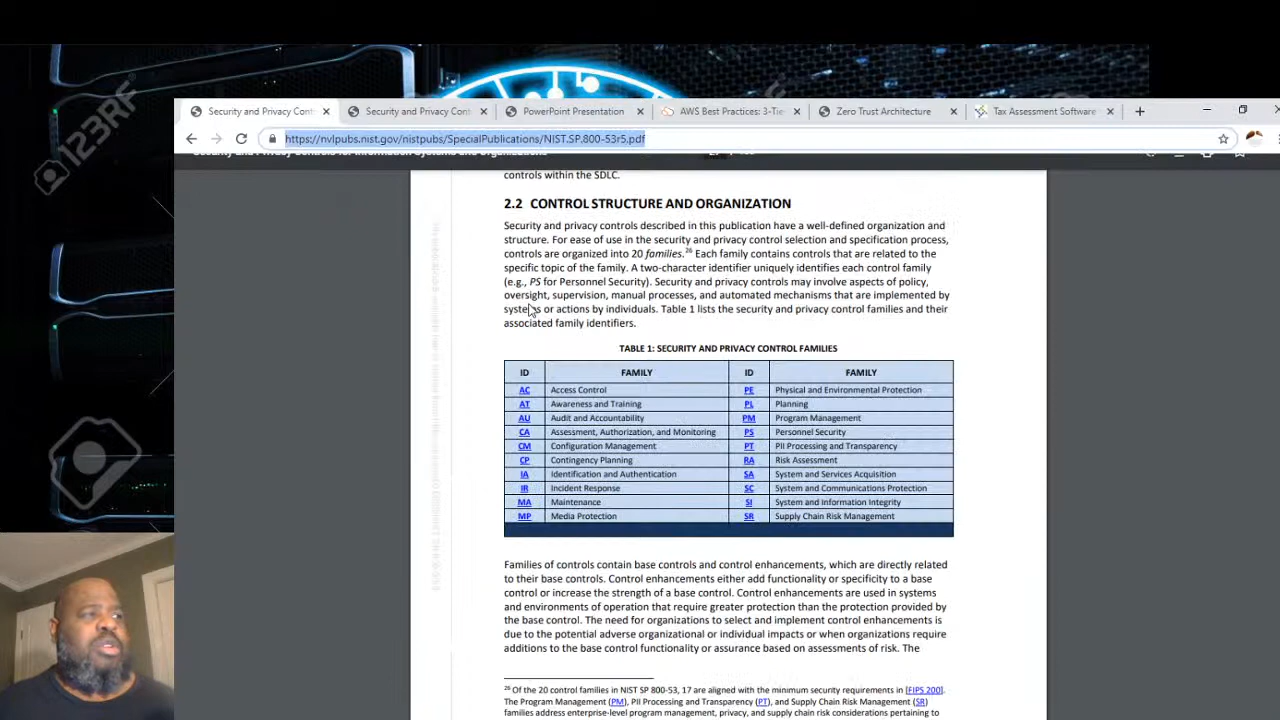 123RF
Security and Privacy Cont
Security and Privacy Cont
PowerPoint Presentation
AWS Best Practices: 3-Tie
Zero Trust Architecture
Tax Assessment Software
https://nvlpubs.nist.gov/nistpubs/SpecialPublications/NIST.SP.800-53r5.pdf
controls within the SDLC.
2.2 CONTROL STRUCTURE AND ORGANIZATION
Security and privacy controls described in this publication have a well-defined organization and
structure. For ease of use in the security and privacy control selection and specification process,
controls are organized into 20 families.26 Each family contains controls that are related to the
specific topic of the family. A two-character identifier uniquely identifies each control family
(e.g., PS for Personnel Security). Security and privacy controls may involve aspects of policy,
oversight, supervision, manual processes, and automated mechanisms that are implemented by
systems or actions by individuals. Table 1 lists the security and privacy control families and their
associated family identifiers.
TABLE 1: SECURITY AND PRIVACY CONTROL FAMILIES
ID FAMILY ID FAMILY
AC Access Control PE Physical and Environmental Protection
AT Awareness and Training PL Planning
AU Audit and Accountability PM Program Management
CA Assessment, Authorization, and Monitoring PS Personnel Security
CM Configuration Management PT PII Processing and Transparency
CP Contingency Planning RA Risk Assessment
IA Identification and Authentication SA System and Services Acquisition
IR Incident Response SC System and Communications Protection
MA Maintenance SI System and Information Integrity
MP Media Protection SR Supply Chain Risk Management
Families of controls contain base controls and control enhancements, which are directly related
to their base controls. Control enhancements either add functionality or specificity to a base
control or increase the strength of a base control. Control enhancements are used in systems
and environments of operation that require greater protection than the protection provided by
the base control. The need for organizations to select and implement control enhancements is
due to the potential adverse organizational or individual impacts or when organizations require
additions to the base control functionality or assurance based on assessments of risk. The
26 Of the 20 control families in NIST SP 800-53, 17 are aligned with the minimum security requirements in [FIPS 200].
The Program Management (PM), PII Processing and Transparency (PT), and Supply Chain Risk Management (SR)
families address enterprise-level program management, privacy, and supply chain risk considerations pertaining to